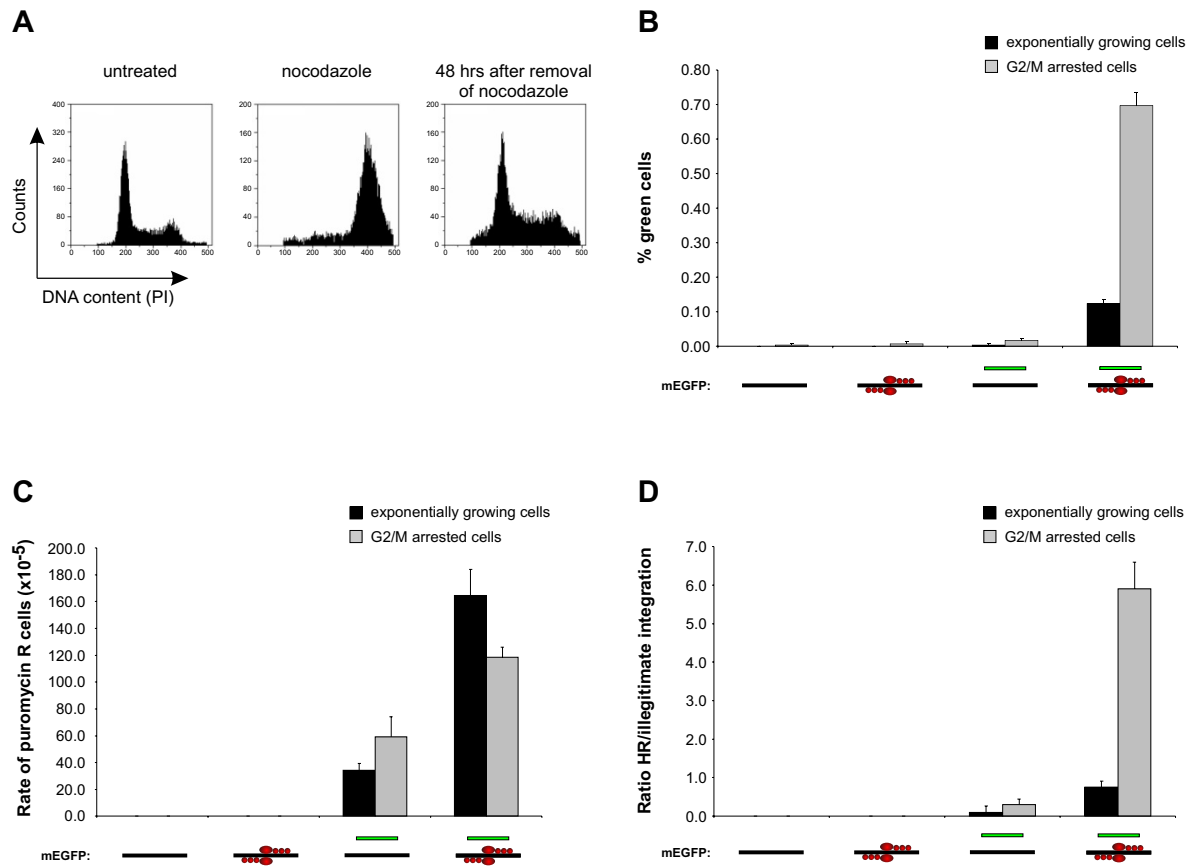 A
untreated
nocodazole
48 hrs after removal
of nocodazole
Counts
400
320
240
160
80
0
0 100 200 300 400 500
200
160
120
80
40
0
0 100 200 300 400 500
200
160
120
80
40
0
0 100 200 300 400 500
DNA content (PI)
B
exponentially growing cells
G2/M arrested cells
% green cells
0.80
0.70
0.60
0.50
0.40
0.30
0.20
0.10
0.00
mEGFP:
C
exponentially growing cells
G2/M arrested cells
Rate of puromycin R cells (x10-5)
200.0
180.0
160.0
140.0
120.0
100.0
80.0
60.0
40.0
20.0
0.0
mEGFP:
D
exponentially growing cells
G2/M arrested cells
Ratio HR/illegitimate integration
7.0
6.0
5.0
4.0
3.0
2.0
1.0
0.0
mEGFP: